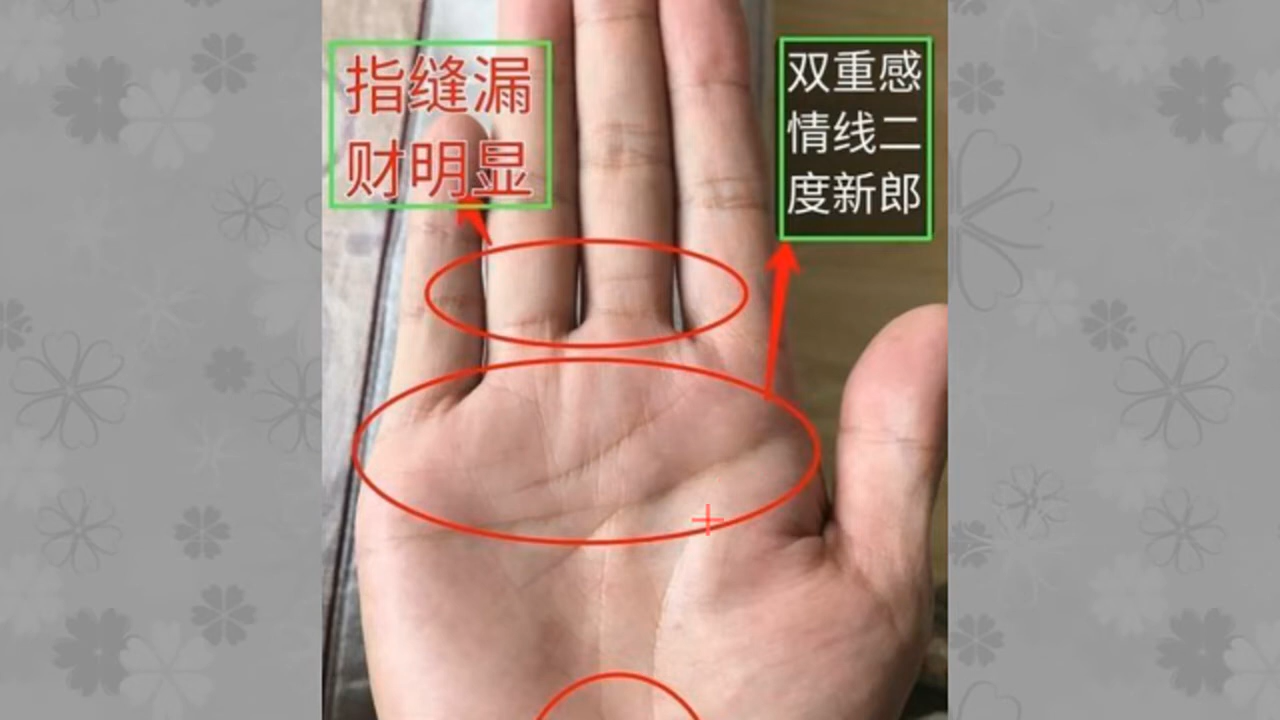 指缝漏
财明显
双重感
情线二
度新郎